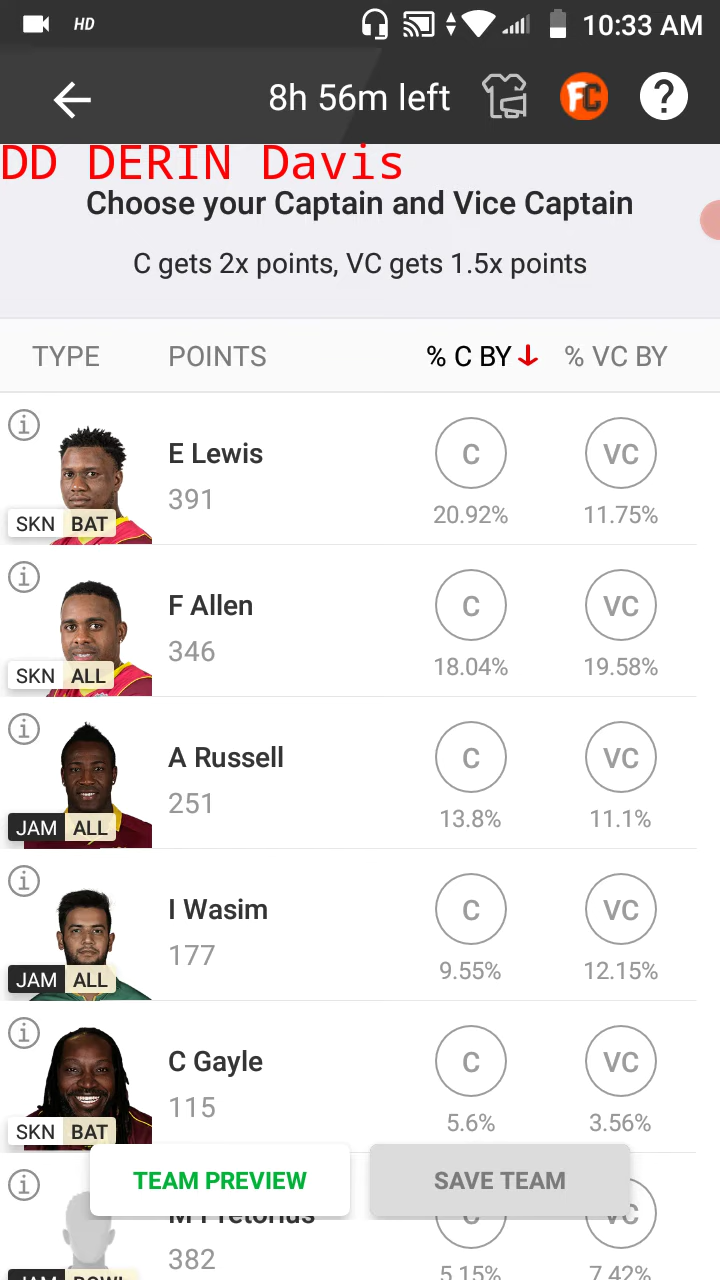 HD 10:33 AM
8h 56m left FC ?
DD DERIN Davis
Choose your Captain and Vice Captain
C gets 2x points, VC gets 1.5x points
TYPE POINTS % C BY % VC BY
E Lewis
391
C VC
20.92% 11.75%
SKN BAT
F Allen
346
C VC
18.04% 19.58%
SKN ALL
A Russell
251
C VC
13.8% 11.1%
JAM ALL
I Wasim
177
C VC
9.55% 12.15%
JAM ALL
C Gayle
115
C VC
5.6% 3.56%
SKN BAT
TEAM PREVIEW SAVE TEAM
M Pretorius
C VC
382
5.15% 7.42%
JAM BOWL